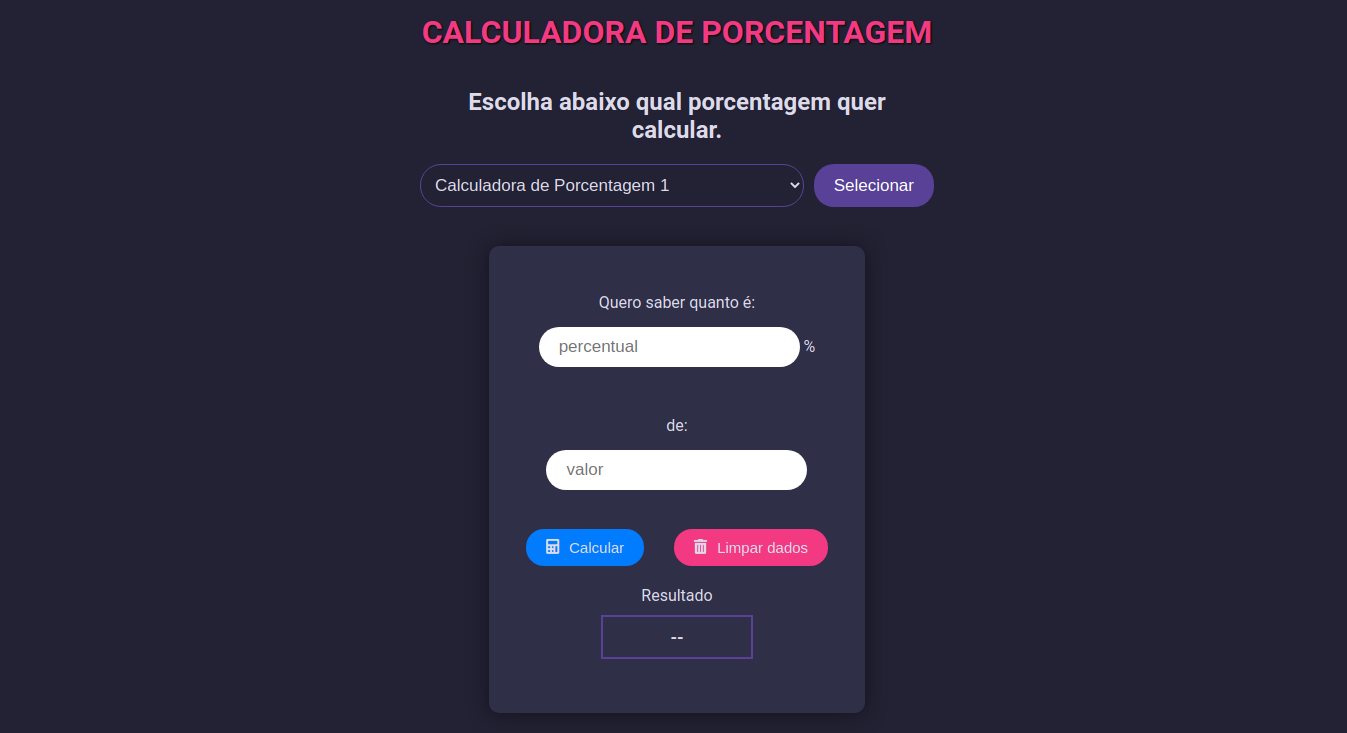 CALCULADORA DE PORCENTAGEM
Escolha abaixo qual porcentagem quer
calcular.
Calculadora de Porcentagem 1
Selecionar
Quero saber quanto é:
percentual %
de:
valor
Calcular
Limpar dados
Resultado
--